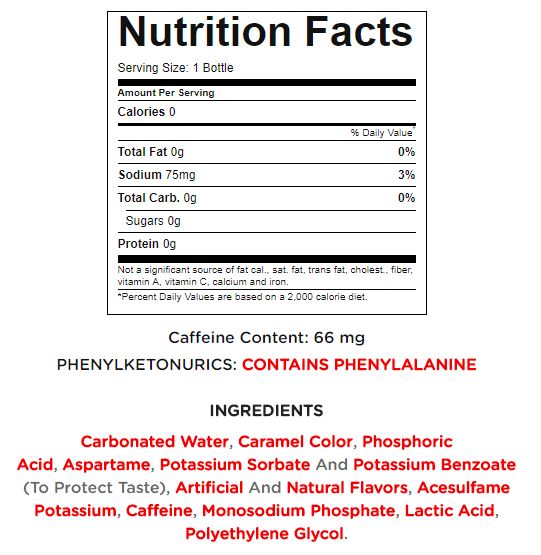 Nutrition Facts
Serving Size: 1 Bottle
Amount Per Serving
Calories 0
% Daily Value*
Total Fat 0g 0%
Sodium 75mg 3%
Total Carb. 0g 0%
Sugars 0g
Protein 0g
Not a significant source of fat cal., sat. fat, trans fat, cholest., fiber,
vitamin A, vitamin C, calcium and iron.
*Percent Daily Values are based on a 2,000 calorie diet.
Caffeine Content: 66 mg
PHENYLKETONURICS: CONTAINS PHENYLALANINE
INGREDIENTS
Carbonated Water, Caramel Color, Phosphoric
Acid, Aspartame, Potassium Sorbate And Potassium Benzoate
(To Protect Taste), Artificial And Natural Flavors, Acesulfame
Potassium, Caffeine, Monosodium Phosphate, Lactic Acid,
Polyethylene Glycol.